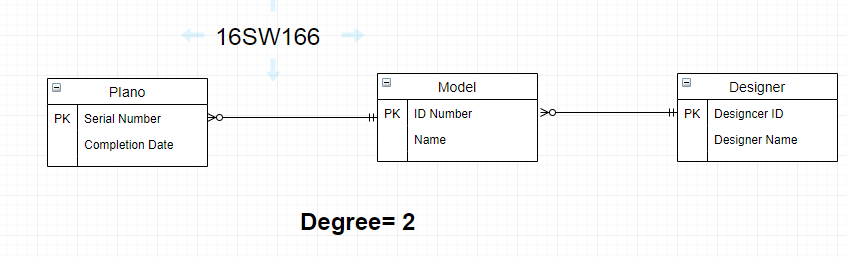 16SW166
Plano
PK Serial Number
Completion Date
Model
PK ID Number
Name
Designer
PK Designcer ID
Designer Name
Degree= 2